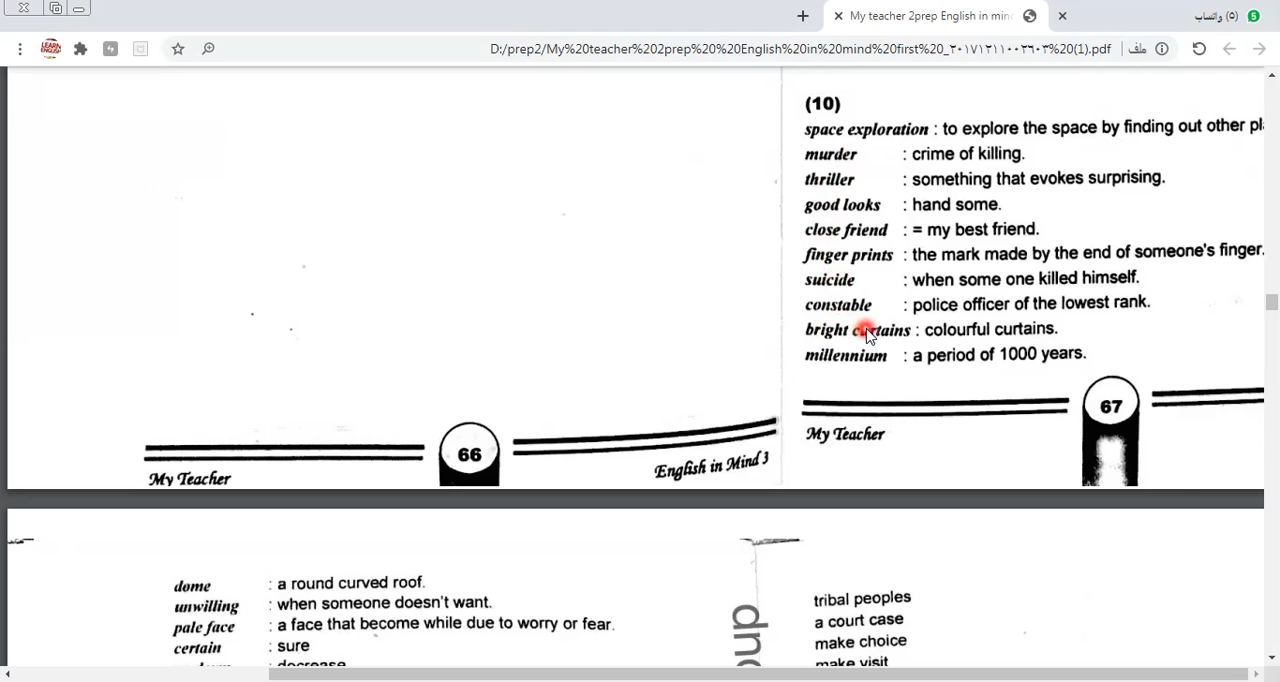 My teacher 2prep English in min
واتساب (٥)
5
LEARN ENGLISH
D:/prep2/My%20teacher%202prep%20%20English%20in%20mind%20first%20_٢٠١٧١٢١١٠٠٢٦٠٣%20(1).pdf
ملف
(10)
space exploration : to explore the space by finding out other pl
murder : crime of killing.
thriller : something that evokes surprising.
good looks : hand some.
close friend : = my best friend.
finger prints : the mark made by the end of someone's finger.
suicide : when some one killed himself.
constable : police officer of the lowest rank.
bright curtains : colourful curtains.
millennium : a period of 1000 years.
66
My Teacher
English in Mind 3
67
My Teacher
dome : a round curved roof.
unwilling : when someone doesn't want.
pale face : a face that become while due to worry or fear.
certain : sure
: decrease
tribal peoples
a court case
make choice
make visit